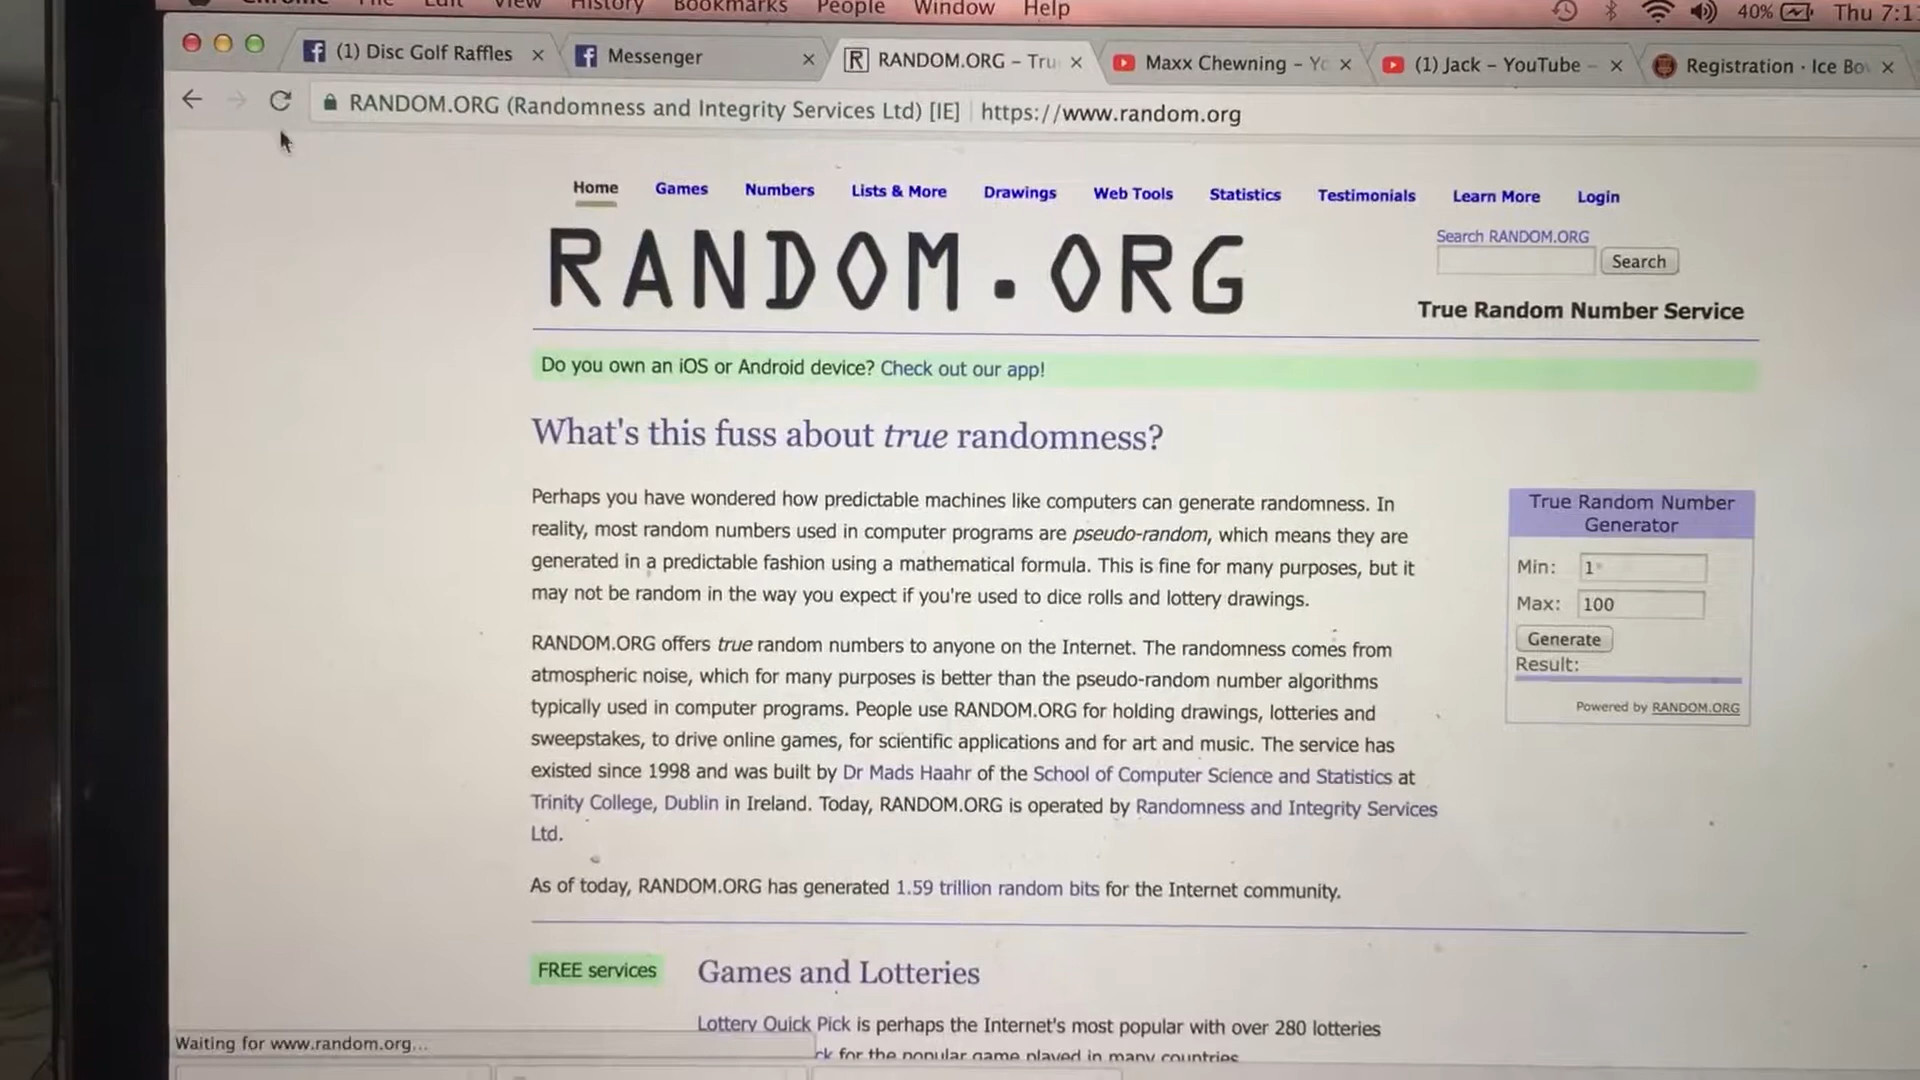 View History Bookmarks People Window Help 40% Thu 7:1
(1) Disc Golf Raffles Messenger RANDOM.ORG – Tru Maxx Chewning – Yo (1) Jack – YouTube – Registration · Ice Bo
RANDOM.ORG (Randomness and Integrity Services Ltd) [IE] https://www.random.org
Home Games Numbers Lists & More Drawings Web Tools Statistics Testimonials Learn More Login
RANDOM.ORG
Search RANDOM.ORG
Search
True Random Number Service
Do you own an iOS or Android device? Check out our app!
What's this fuss about true randomness?
Perhaps you have wondered how predictable machines like computers can generate randomness. In
reality, most random numbers used in computer programs are pseudo-random, which means they are
generated in a predictable fashion using a mathematical formula. This is fine for many purposes, but it
may not be random in the way you expect if you're used to dice rolls and lottery drawings.
RANDOM.ORG offers true random numbers to anyone on the Internet. The randomness comes from
atmospheric noise, which for many purposes is better than the pseudo-random number algorithms
typically used in computer programs. People use RANDOM.ORG for holding drawings, lotteries and
sweepstakes, to drive online games, for scientific applications and for art and music. The service has
existed since 1998 and was built by Dr Mads Haahr of the School of Computer Science and Statistics at
Trinity College, Dublin in Ireland. Today, RANDOM.ORG is operated by Randomness and Integrity Services
Ltd.
As of today, RANDOM.ORG has generated 1.59 trillion random bits for the Internet community.
True Random Number
Generator
Min: 1
Max: 100
Generate
Result:
Powered by RANDOM.ORG
FREE services
Games and Lotteries
Lottery Quick Pick is perhaps the Internet's most popular with over 280 lotteries
ck for the popular game played in many countries
Waiting for www.random.org...